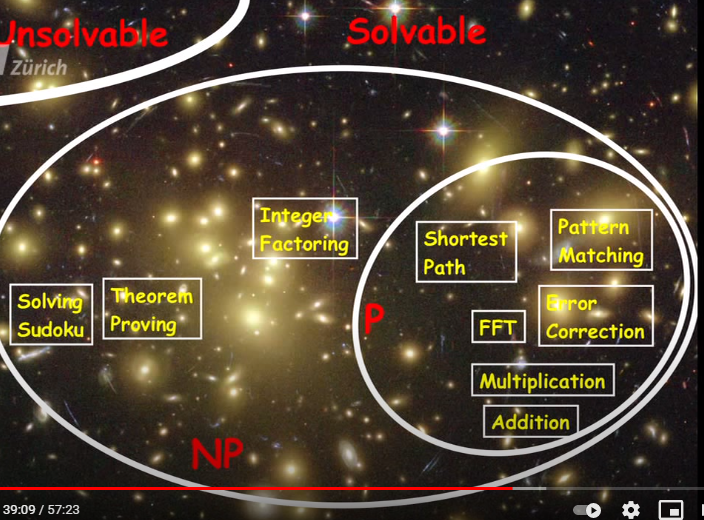 Unsolvable
Solvable
Zürich
Integer
Factoring
Shortest
Path
Pattern
Matching
Solving
Sudoku
Theorem
Proving
P
FFT
Error
Correction
Multiplication
Addition
NP
39:09 / 57:23